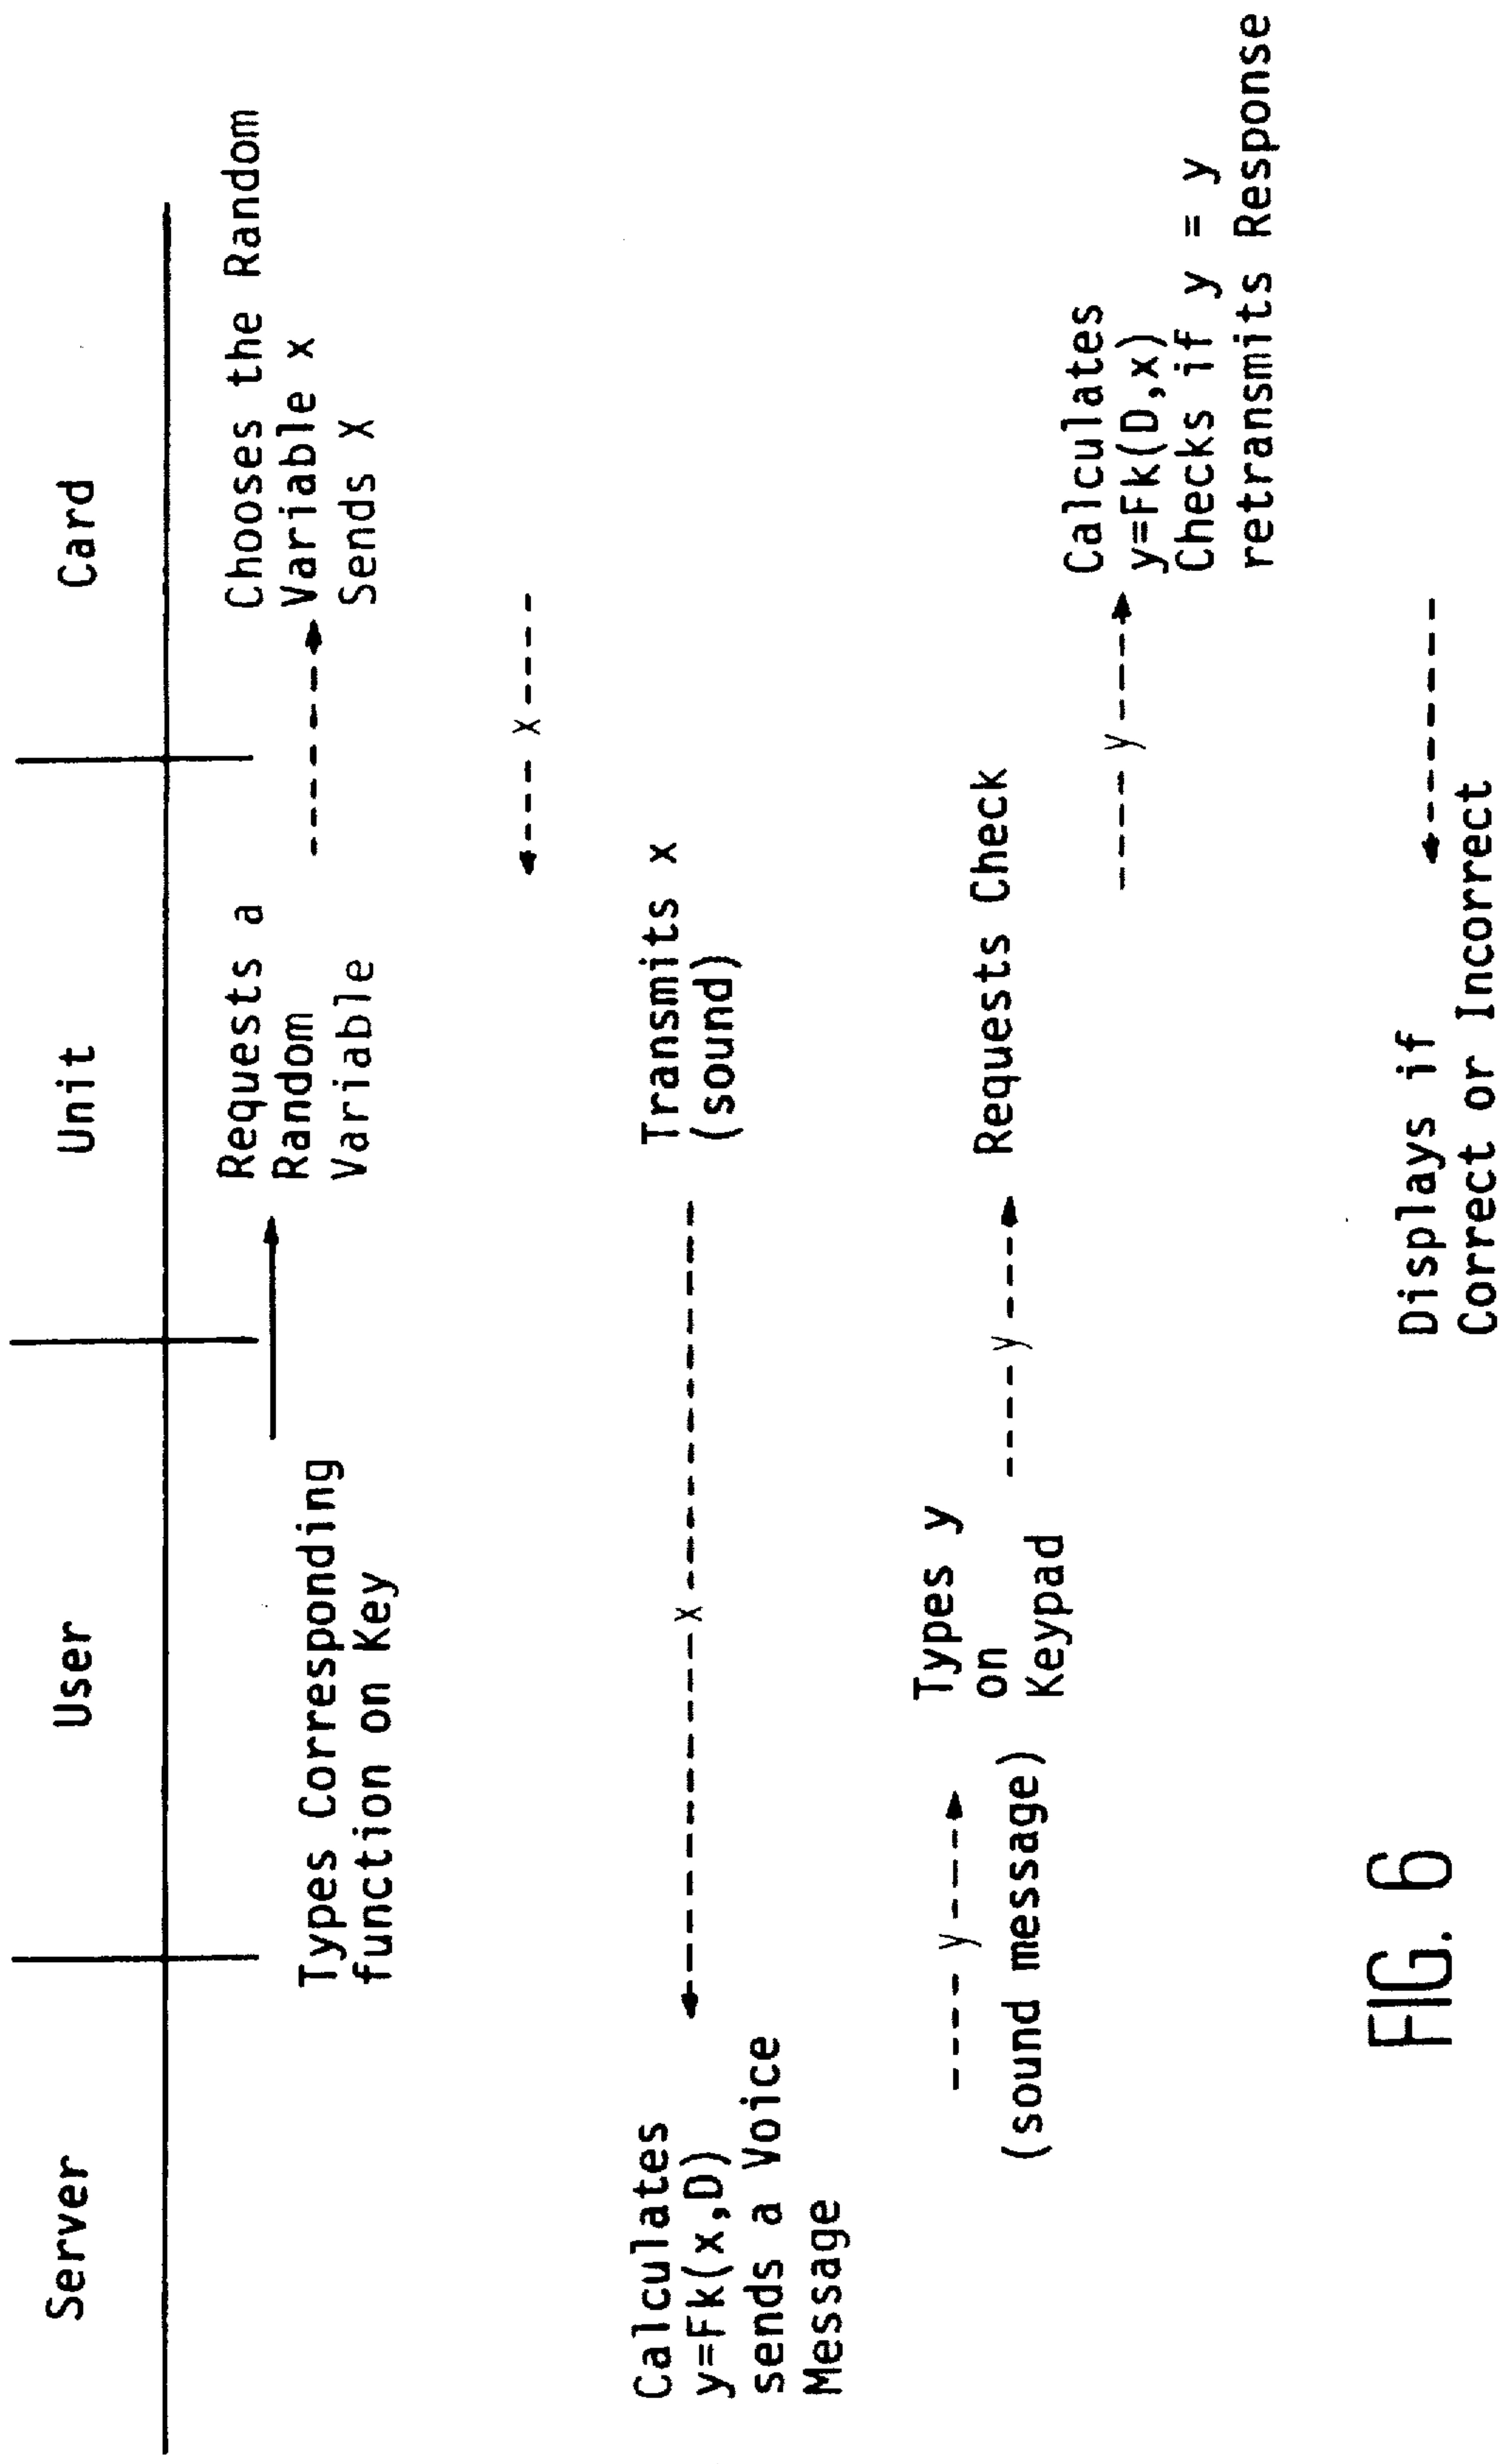 Server
User
Unit
Card
Types Corresponding
function on Key
Requests a
Random
Variable
Chooses the Random
Variable x
Sends X
x
Transmits x
(sound)
x
Calculates
y=Fk(x,D)
sends a Voice
Message
y
(sound message)
Types y
on
Keypad
y
Requests Check
y
Calculates
y=Fk(D,x)
Checks if y = y
retransmits Response
Displays if
Correct or Incorrect
FIG. 6